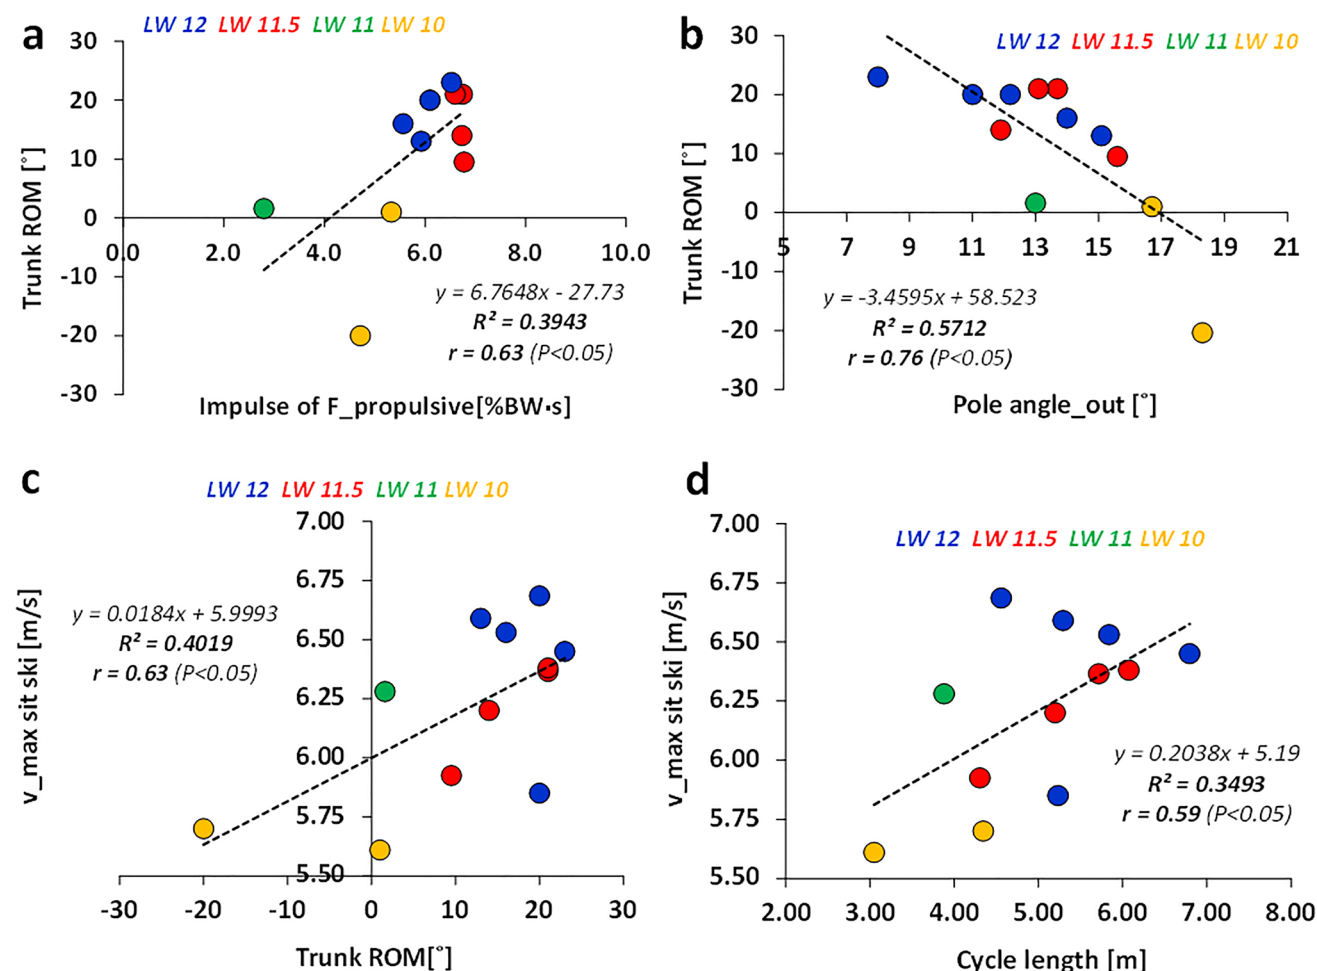 a
LW 12 LW 11.5 LW 11 LW 10
30
20
10
0
-10
-20
-30
Trunk ROM [°]
0.0 2.0 4.0 6.0 8.0 10.0
y = 6.7648x - 27.73
R² = 0.3943
r = 0.63 (P<0.05)
Impulse of F_propulsive[%BW·s]
b
LW 12 LW 11.5 LW 11 LW 10
30
20
10
0
-10
-20
-30
Trunk ROM [°]
5 7 9 11 13 15 17 19 21
y = -3.4595x + 58.523
R² = 0.5712
r = 0.76 (P<0.05)
Pole angle_out [°]
c
LW 12 LW 11.5 LW 11 LW 10
7.00
6.75
6.50
6.25
6.00
5.75
5.50
v_max sit ski [m/s]
y = 0.0184x + 5.9993
R² = 0.4019
r = 0.63 (P<0.05)
-30 -20 -10 0 10 20 30
Trunk ROM[°]
d
LW 12 LW 11.5 LW 11 LW 10
7.00
6.75
6.50
6.25
6.00
5.75
5.50
v_max sit ski [m/s]
y = 0.2038x + 5.19
R² = 0.3493
r = 0.59 (P<0.05)
2.00 3.00 4.00 5.00 6.00 7.00 8.00
Cycle length [m]